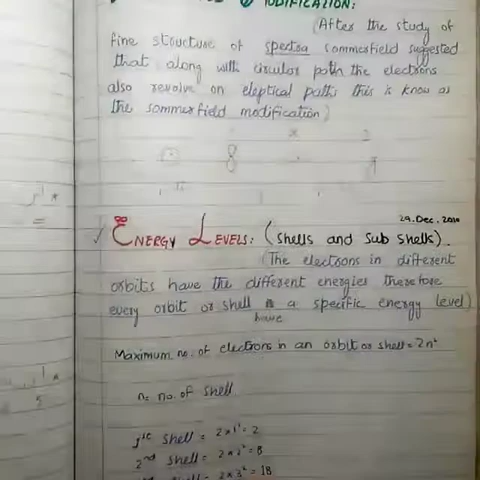 MODIFICATION:
(After the study of
fine structure of spectra sommerfield suggested
that along with circular path the electrons
also revolve on eleptical paths this is know as
the sommerfield modification)
29.Dec.
ENERGY LEVELS: (shells and sub shells).
(The electrons in different
orbits have the different energies therefore
every orbit or shell a specific energy level)
have
Maximum no. of electrons in an orbit or shell = 2n²
n = no. of shell
1st shell = 2×1² = 2
2nd shell = 2×2² = 8
shell = 2×3² = 18